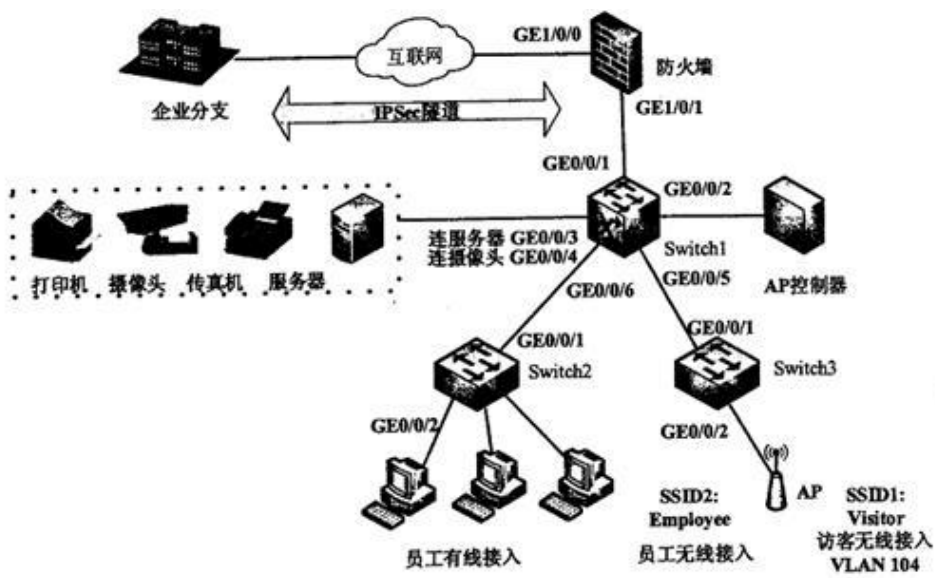 GE1/0/0
互联网
防火墙
企业分支
IPSec隧道
GE1/0/1
GE0/0/1
GE0/0/2
连服务器 GE0/0/3
连摄像头 GE0/0/4
Switch1
打印机 摄像头 传真机 服务器
GE0/0/6
GE0/0/5
AP控制器
GE0/0/1
Switch2
GE0/0/1
Switch3
GE0/0/2
GE0/0/2
AP
SSID2:
Employee
员工无线接入
SSID1:
Visitor
访客无线接入
VLAN 104
员工有线接入